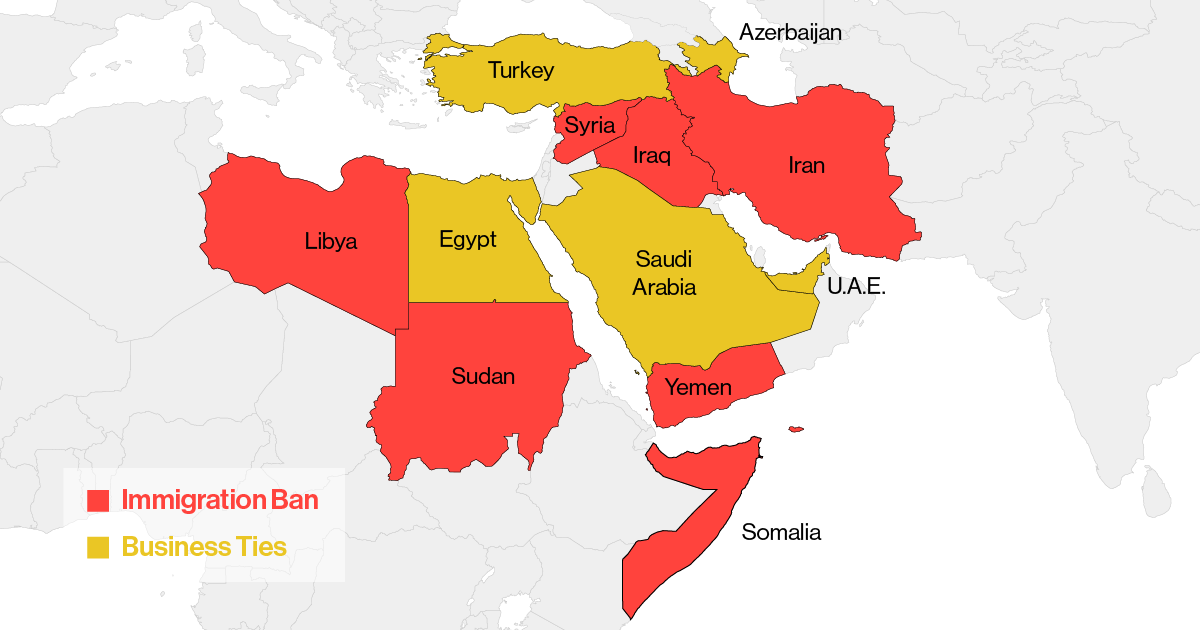 Azerbaijan
Turkey
Syria
Iraq
Iran
Libya
Egypt
Saudi
Arabia
U.A.E.
Sudan
Yemen
Immigration Ban
Somalia
Business Ties